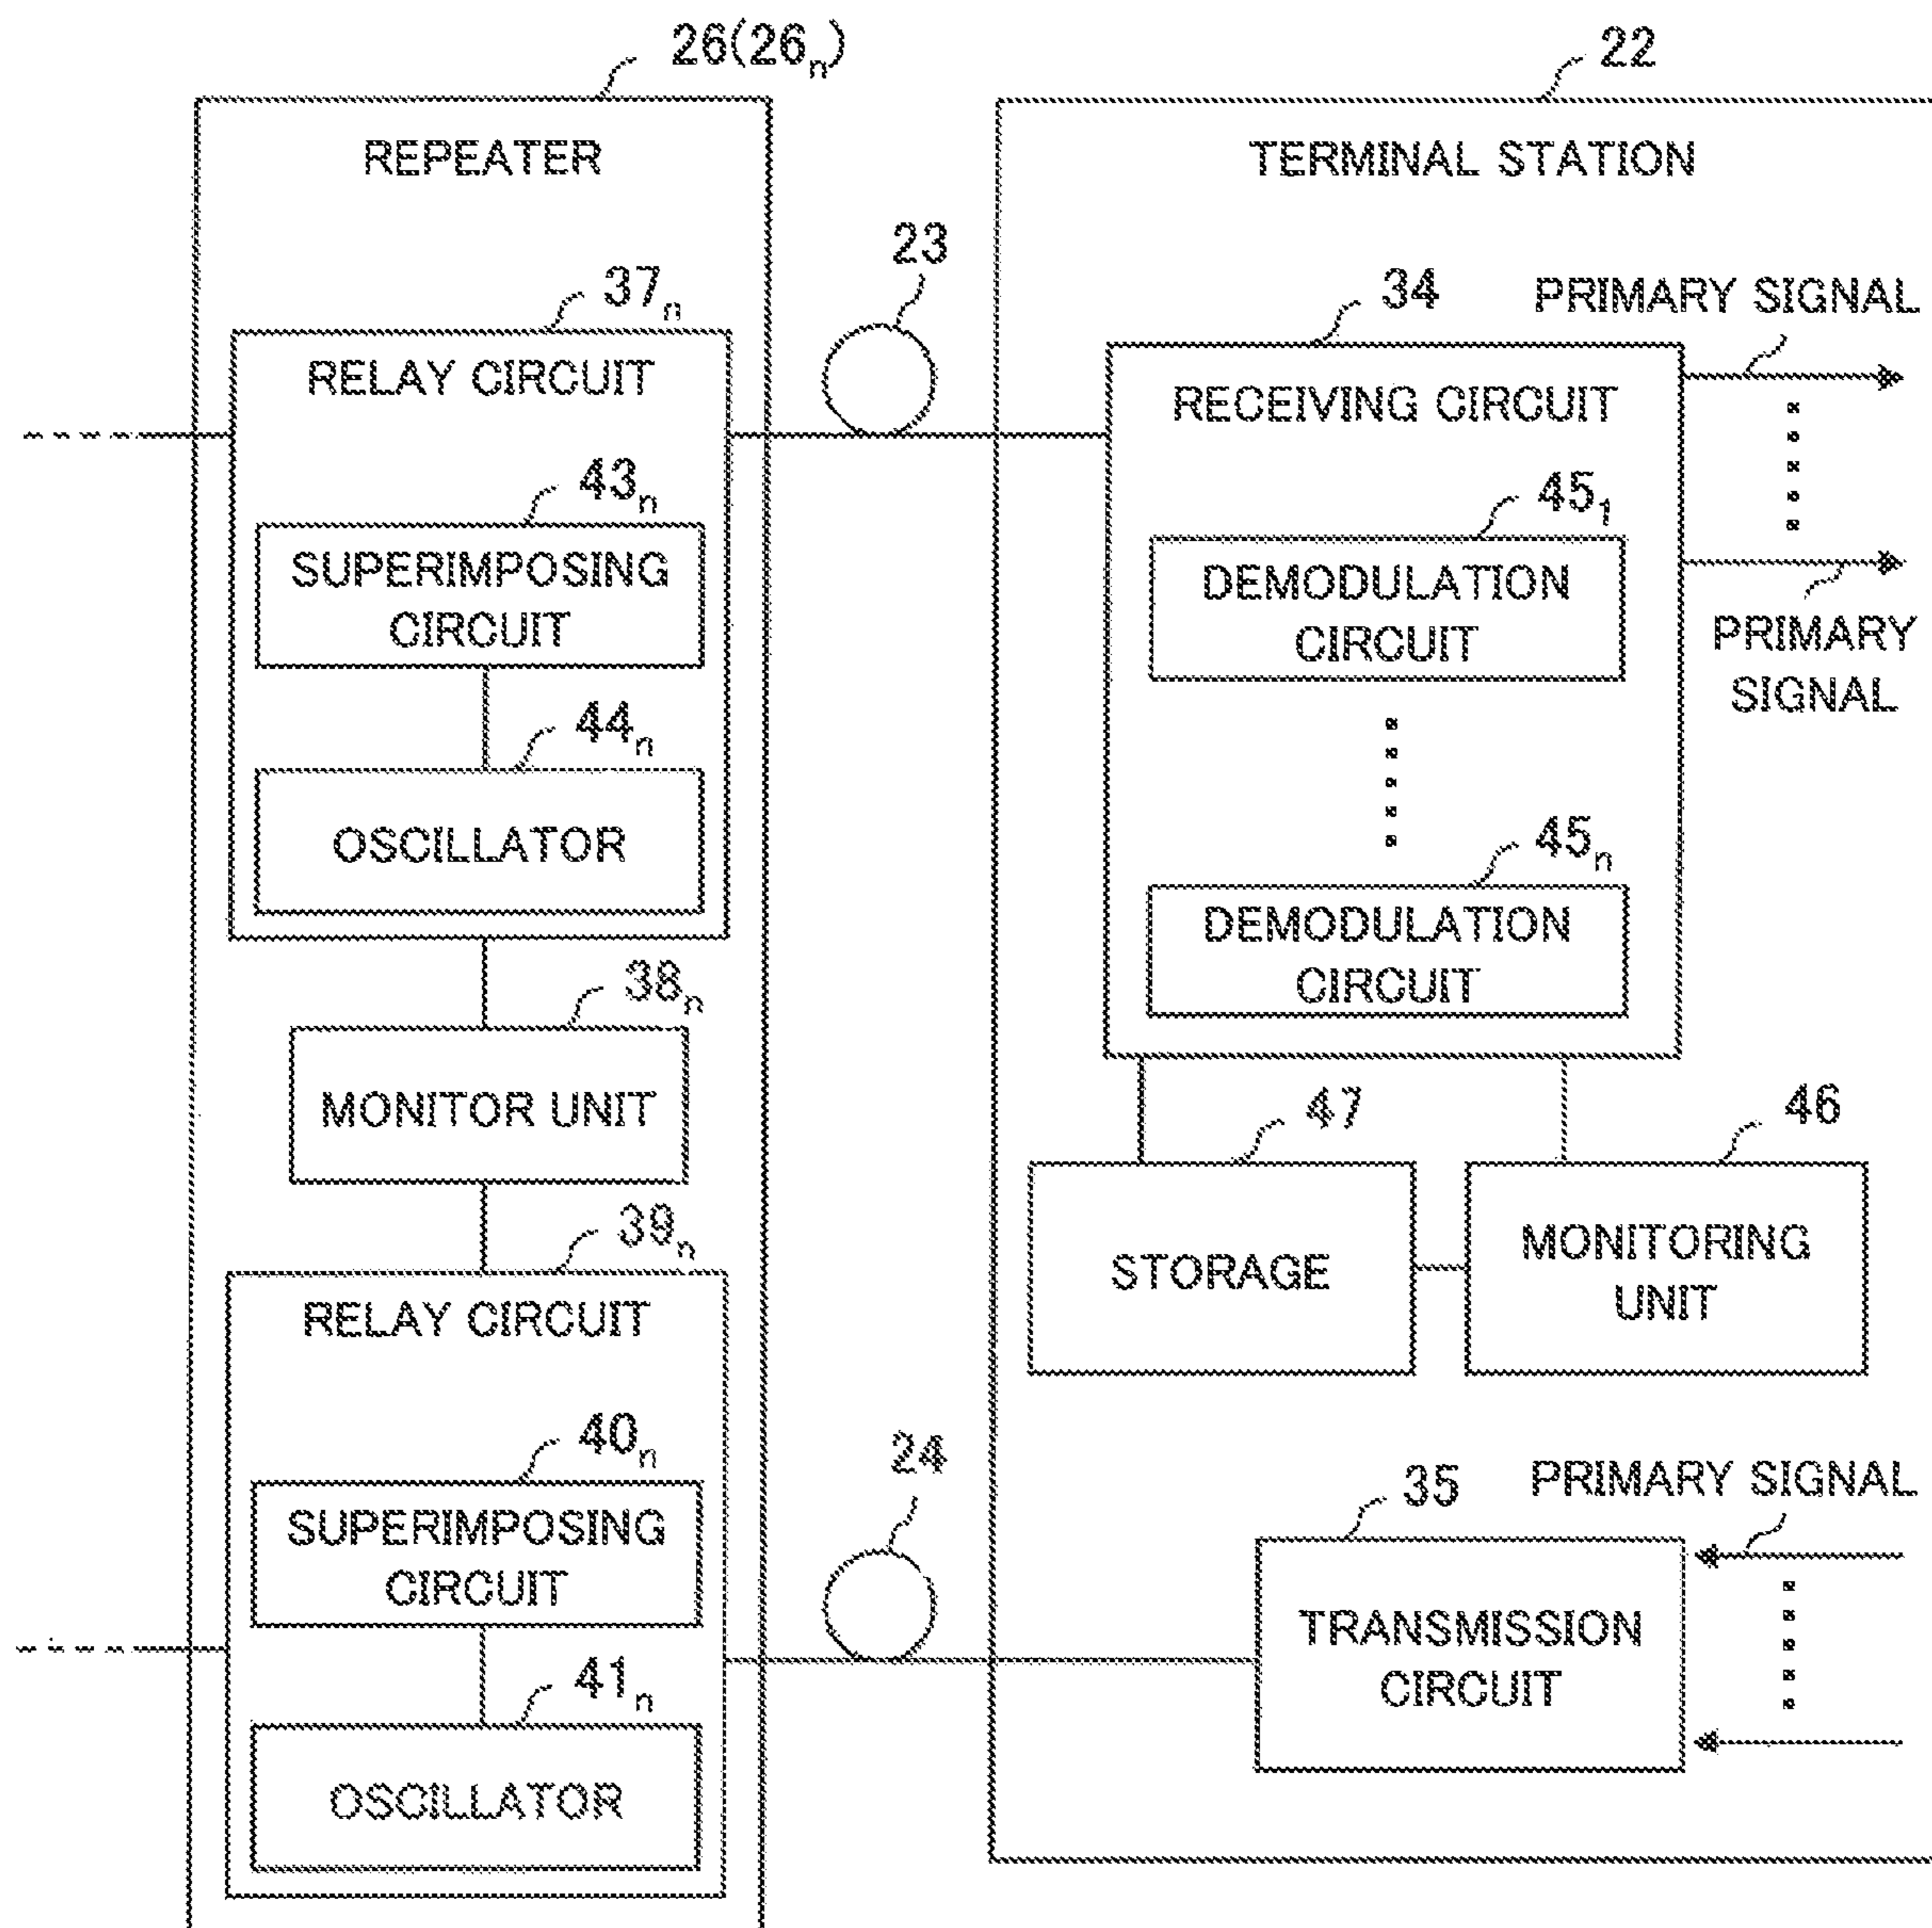 26(26n)
22
REPEATER
TERMINAL STATION
23
37n
34
PRIMARY SIGNAL
RELAY CIRCUIT
RECEIVING CIRCUIT
43n
451
SUPERIMPOSING
CIRCUIT
DEMODULATION
CIRCUIT
PRIMARY
SIGNAL
44n
OSCILLATOR
45n
DEMODULATION
CIRCUIT
38n
MONITOR UNIT
47
46
39n
STORAGE
MONITORING
UNIT
RELAY CIRCUIT
40n
24
35
PRIMARY SIGNAL
SUPERIMPOSING
CIRCUIT
TRANSMISSION
CIRCUIT
41n
OSCILLATOR